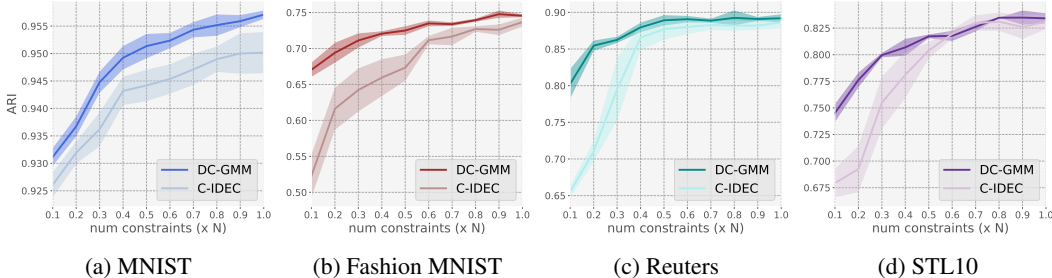 ARI
0.955
0.950
0.945
0.940
0.935
0.930
0.925
DC-GMM
C-IDEC
0.1 0.2 0.3 0.4 0.5 0.6 0.7 0.8 0.9 1.0
num constraints (x N)
(a) MNIST
0.75
0.70
0.65
0.60
0.55
0.50
DC-GMM
C-IDEC
0.1 0.2 0.3 0.4 0.5 0.6 0.7 0.8 0.9 1.0
num constraints (x N)
(b) Fashion MNIST
0.95
0.90
0.85
0.80
0.75
0.70
0.65
DC-GMM
C-IDEC
0.1 0.2 0.3 0.4 0.5 0.6 0.7 0.8 0.9 1.0
num constraints (x N)
(c) Reuters
0.825
0.800
0.775
0.750
0.725
0.700
0.675
DC-GMM
C-IDEC
0.1 0.2 0.3 0.4 0.5 0.6 0.7 0.8 0.9 1.0
num constraints (x N)
(d) STL10